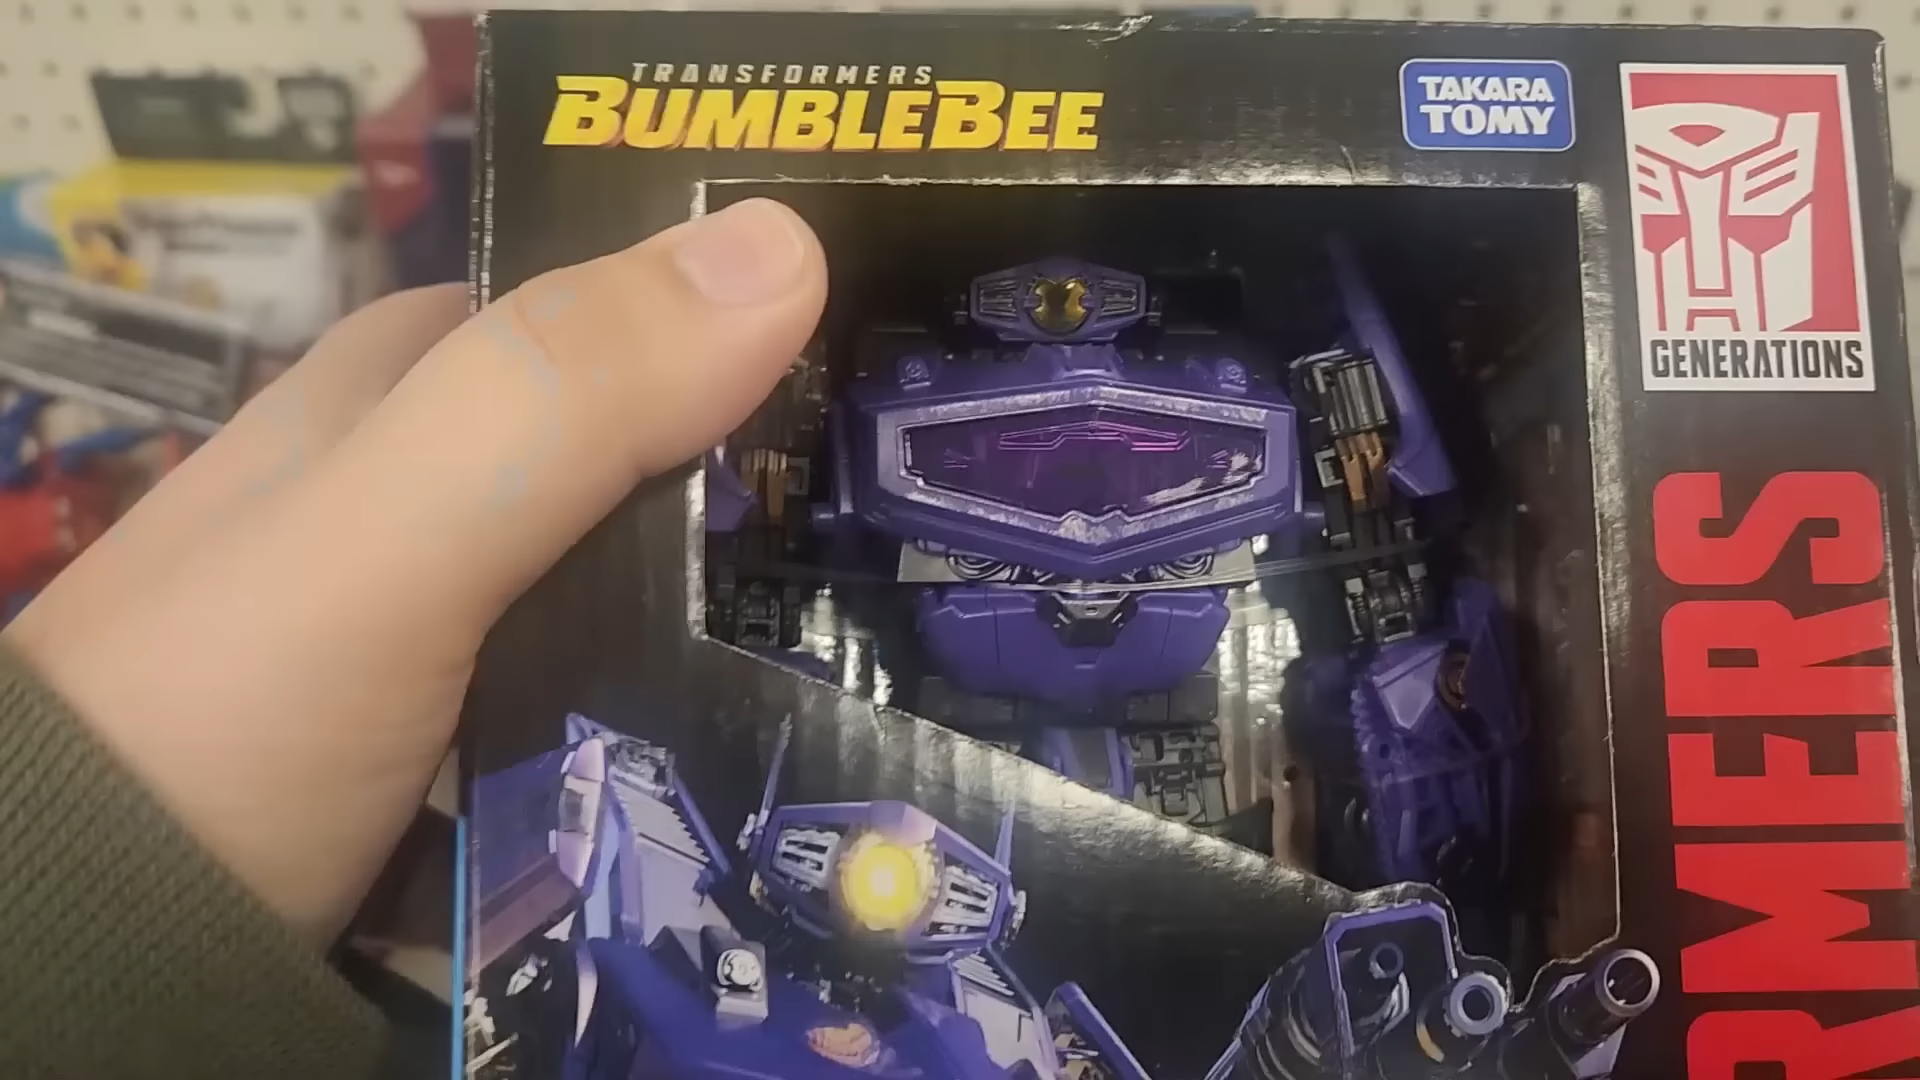 TRANSFORMERS
BUMBLEBEE
TAKARA
TOMY
GENERATIONS
RMERS